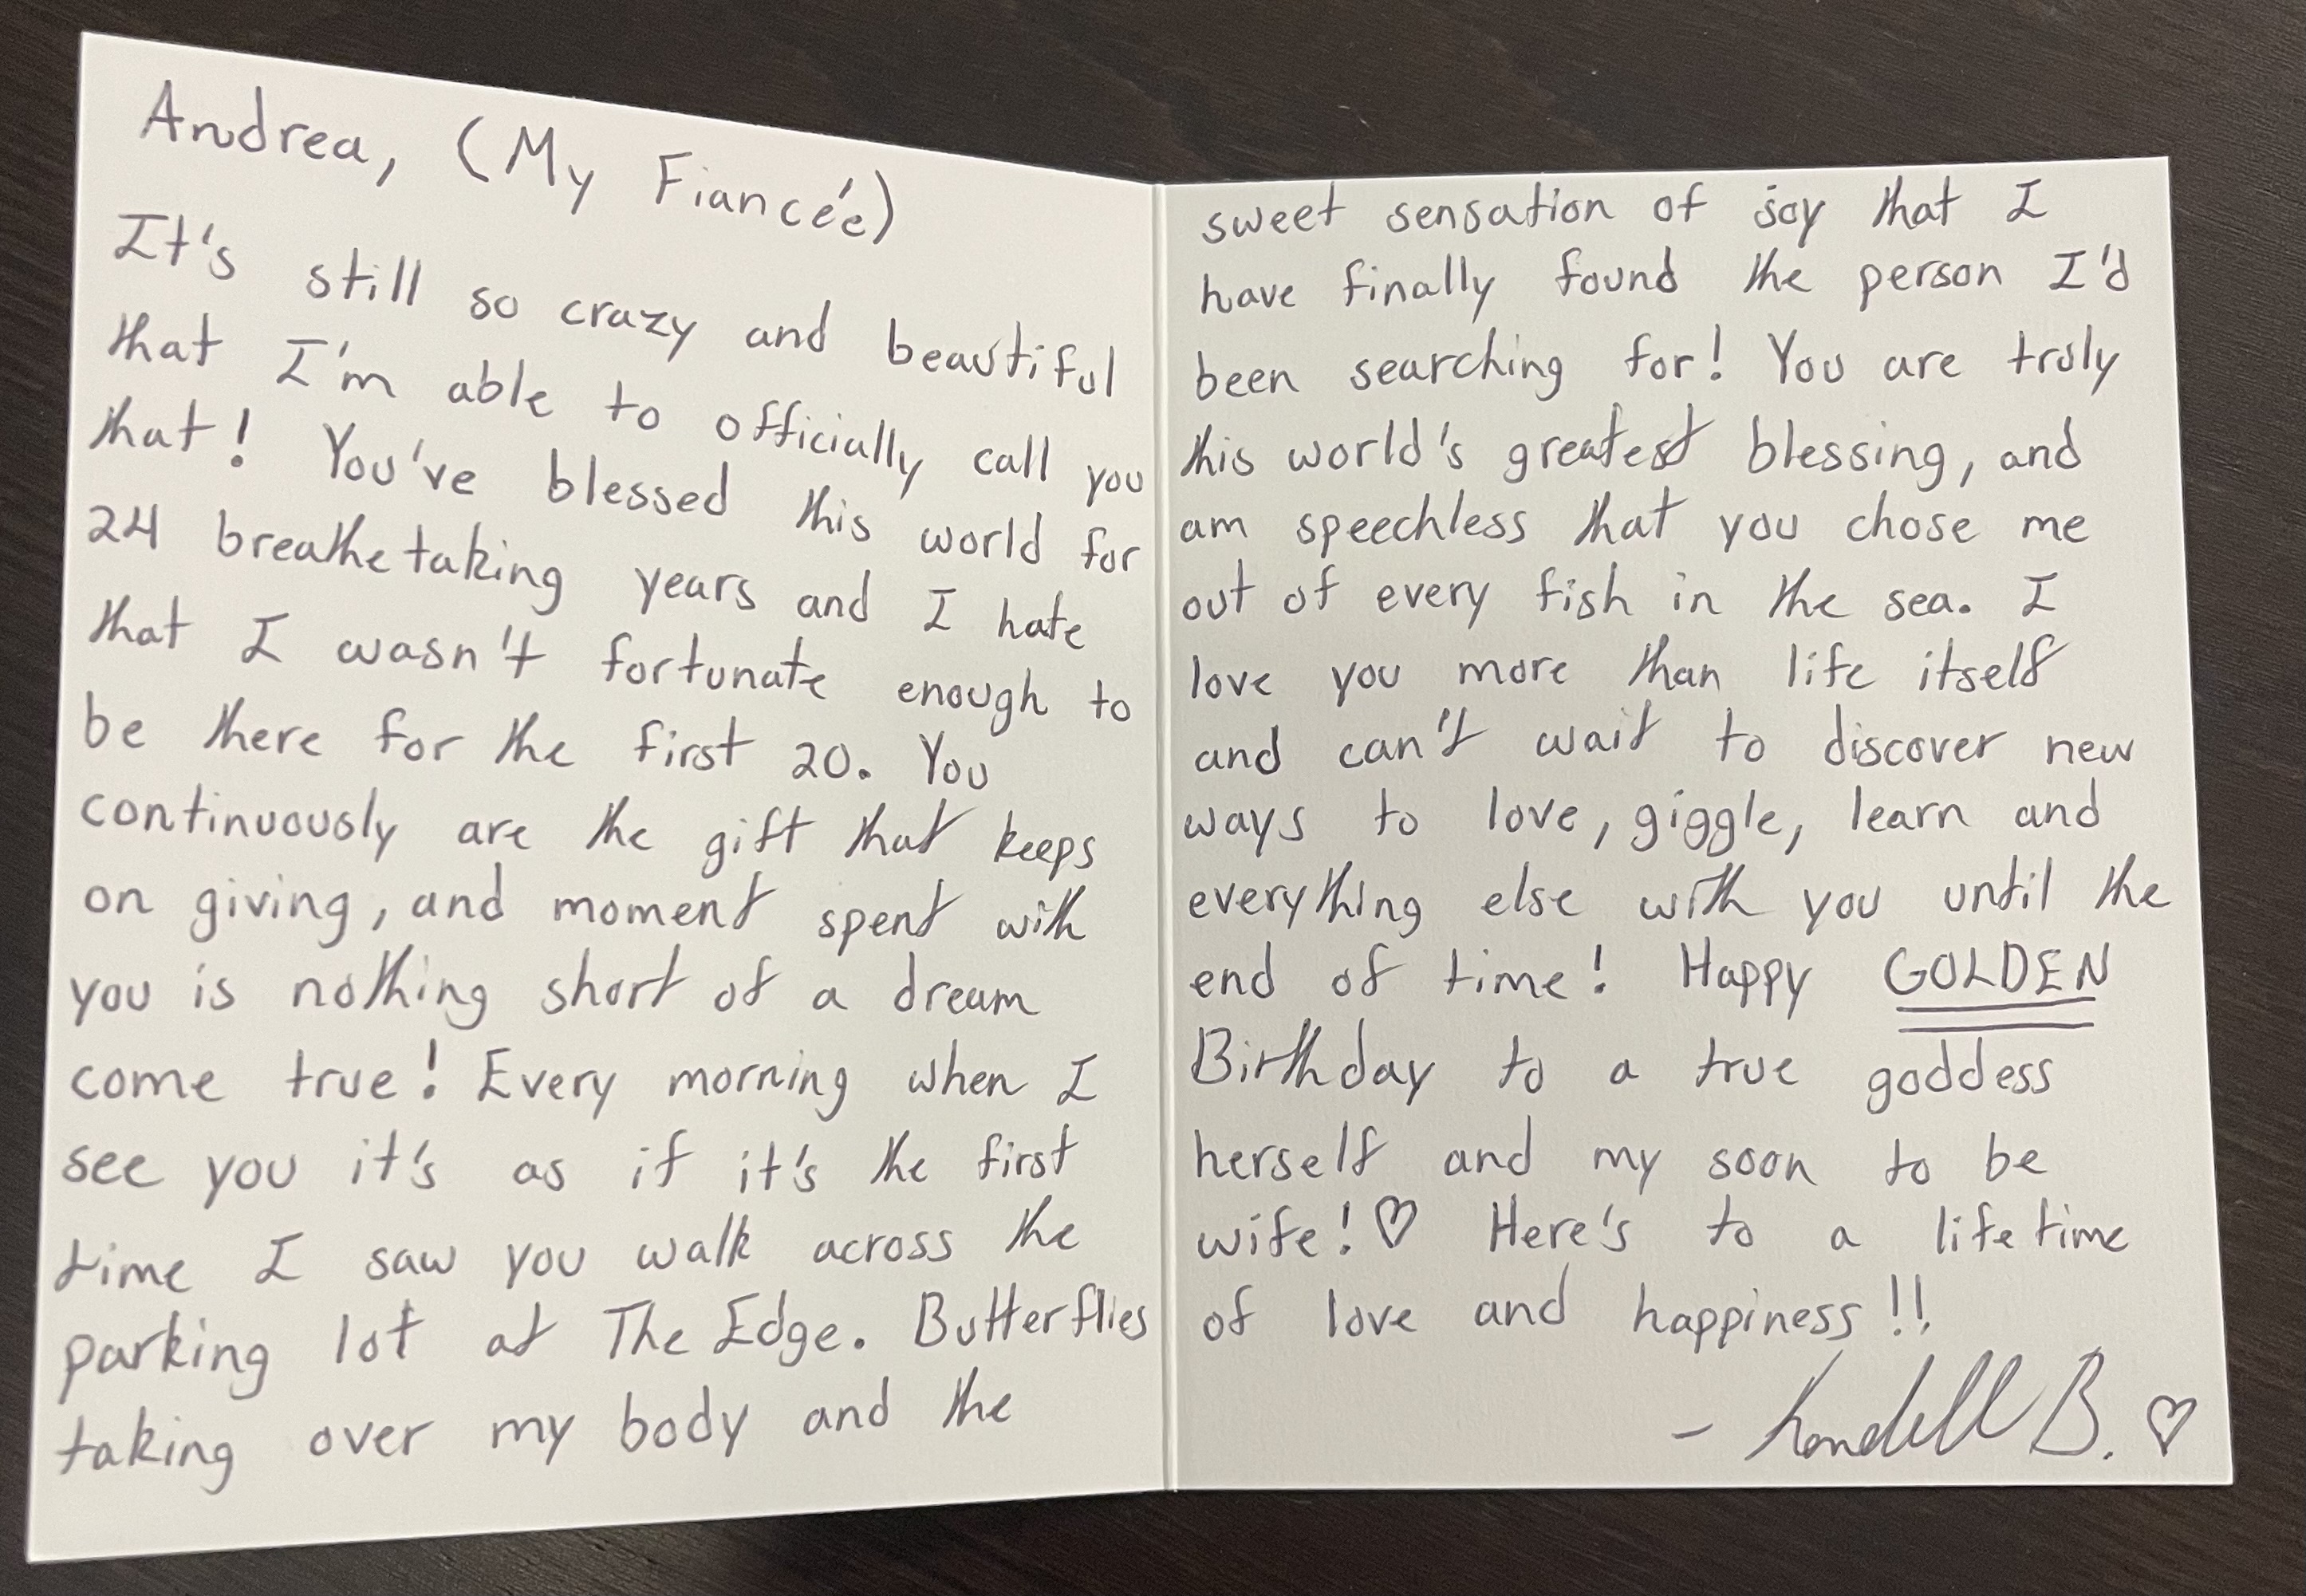 Andrea, (My Fiancée)
It's still so crazy and beautiful
that I'm able to officially call you
that! You've blessed this world for
24 breathetaking years and I hate
that I wasn't fortunate enough to
be there for the first 20. You
continuously are the gift that keeps
on giving, and moment spent with
you is nothing short of a dream
come true! Every morning when I
see you it's as if it's the first
time I saw you walk across the
parking lot at The Edge. Butterflies
taking over my body and the
sweet sensation of joy that I
have finally found the person I'd
been searching for! You are truly
this world's greatest blessing, and
am speechless that you chose me
out of every fish in the sea. I
love you more than life itself
and can't wait to discover new
ways to love, giggle, learn and
everything else with you until the
end of time! Happy GOLDEN
Birthday to a true goddess
herself and my soon to be
wife!♡ Here's to a lifetime
of love and happiness!!
- B. ♡